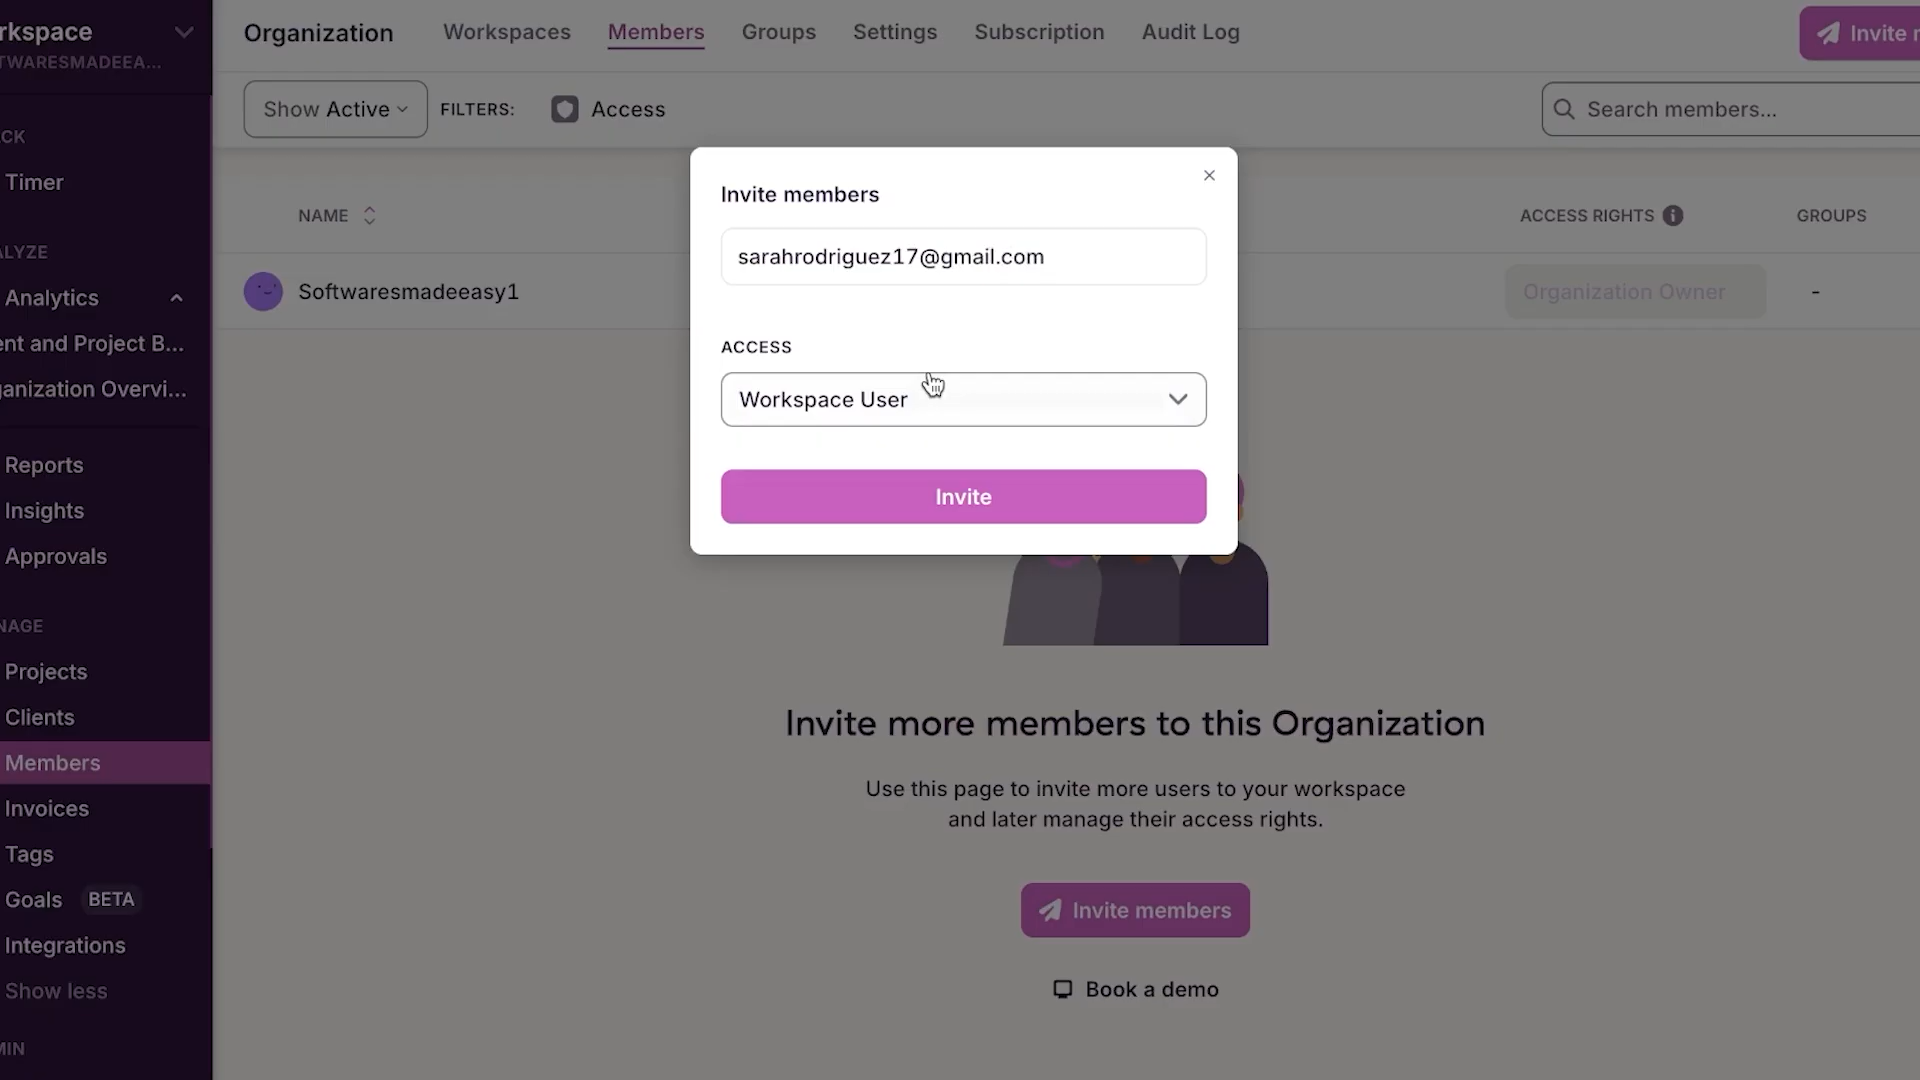 rkspace
TWARESMADEEA...
Organization
Workspaces
Members
Groups
Settings
Subscription
Audit Log
Invite
Show Active
FILTERS:
Access
Search members...
CK
Timer
ALYZE
Analytics
ent and Project B...
ganization Overvi...
Reports
Insights
Approvals
NAGE
Projects
Clients
Members
Invoices
Tags
Goals BETA
Integrations
Show less
MIN
NAME
ACCESS RIGHTS
GROUPS
Softwaresmadeeasy1
Organization Owner
-
Invite members
sarahrodriguez17@gmail.com
ACCESS
Workspace User
Invite
Invite more members to this Organization
Use this page to invite more users to your workspace
and later manage their access rights.
Invite members
Book a demo